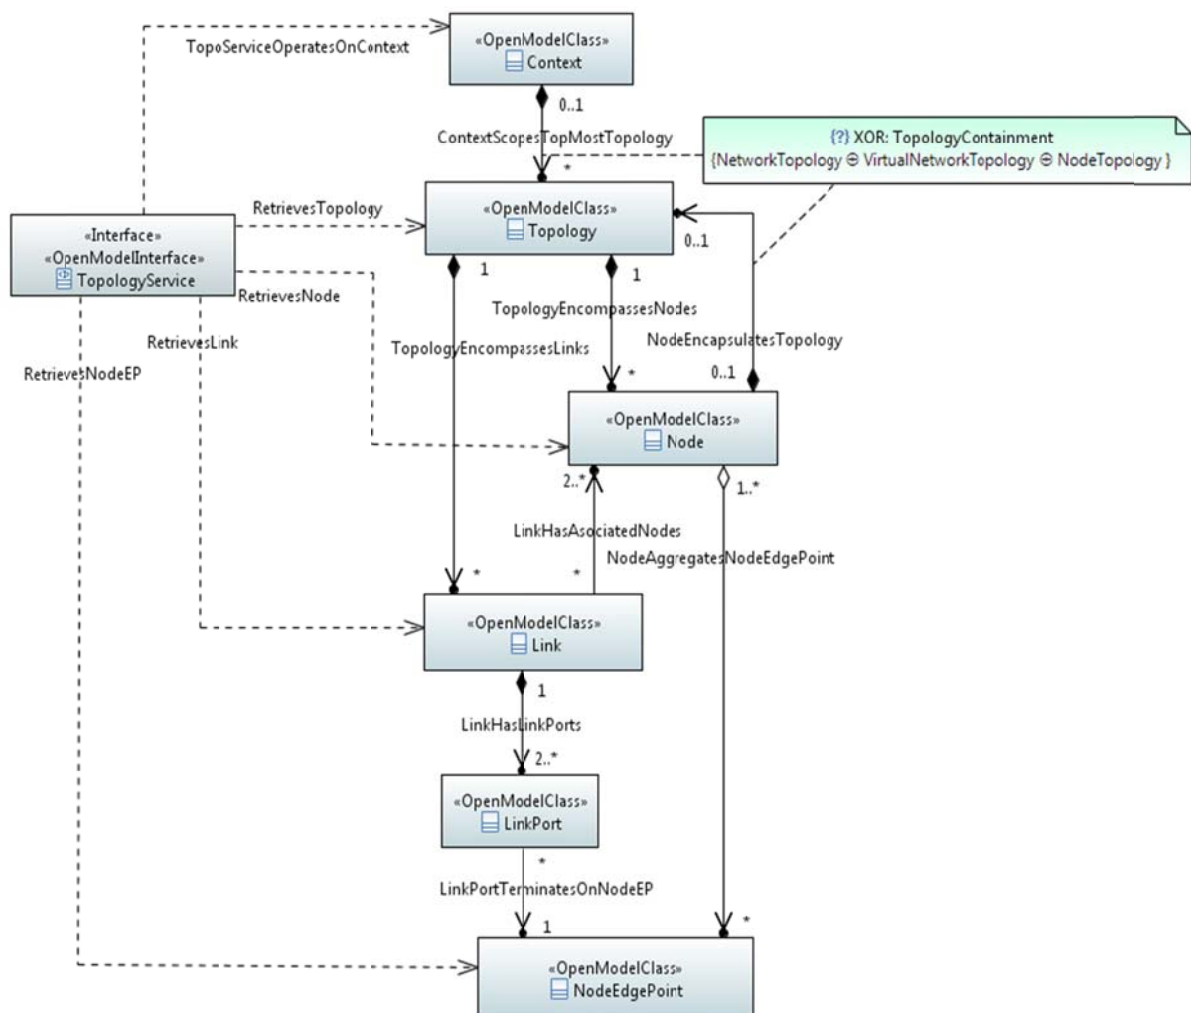 «OpenModelClass»
Context
TopoServiceOperatesOnContext
0..1
ContextScopesTopMostTopology
*
{?} XOR: TopologyContainment
{NetworkTopology ⊕ VirtualNetworkTopology ⊕ NodeTopology }
«OpenModelClass»
Topology
RetrievesTopology
0..1
«Interface»
«OpenModelInterface»
TopologyService
1
1
RetrievesNode
TopologyEncompassesNodes
RetrievesLink
TopologyEncompassesLinks
NodeEncapsulatesTopology
RetrievesNodeEP
*
0..1
«OpenModelClass»
Node
2..*
1..*
LinkHasAsociatedNodes
NodeAggregatesNodeEdgePoint
*
*
«OpenModelClass»
Link
1
LinkHasLinkPorts
2..*
«OpenModelClass»
LinkPort
*
LinkPortTerminatesOnNodeEP
1
*
«OpenModelClass»
NodeEdgePoint